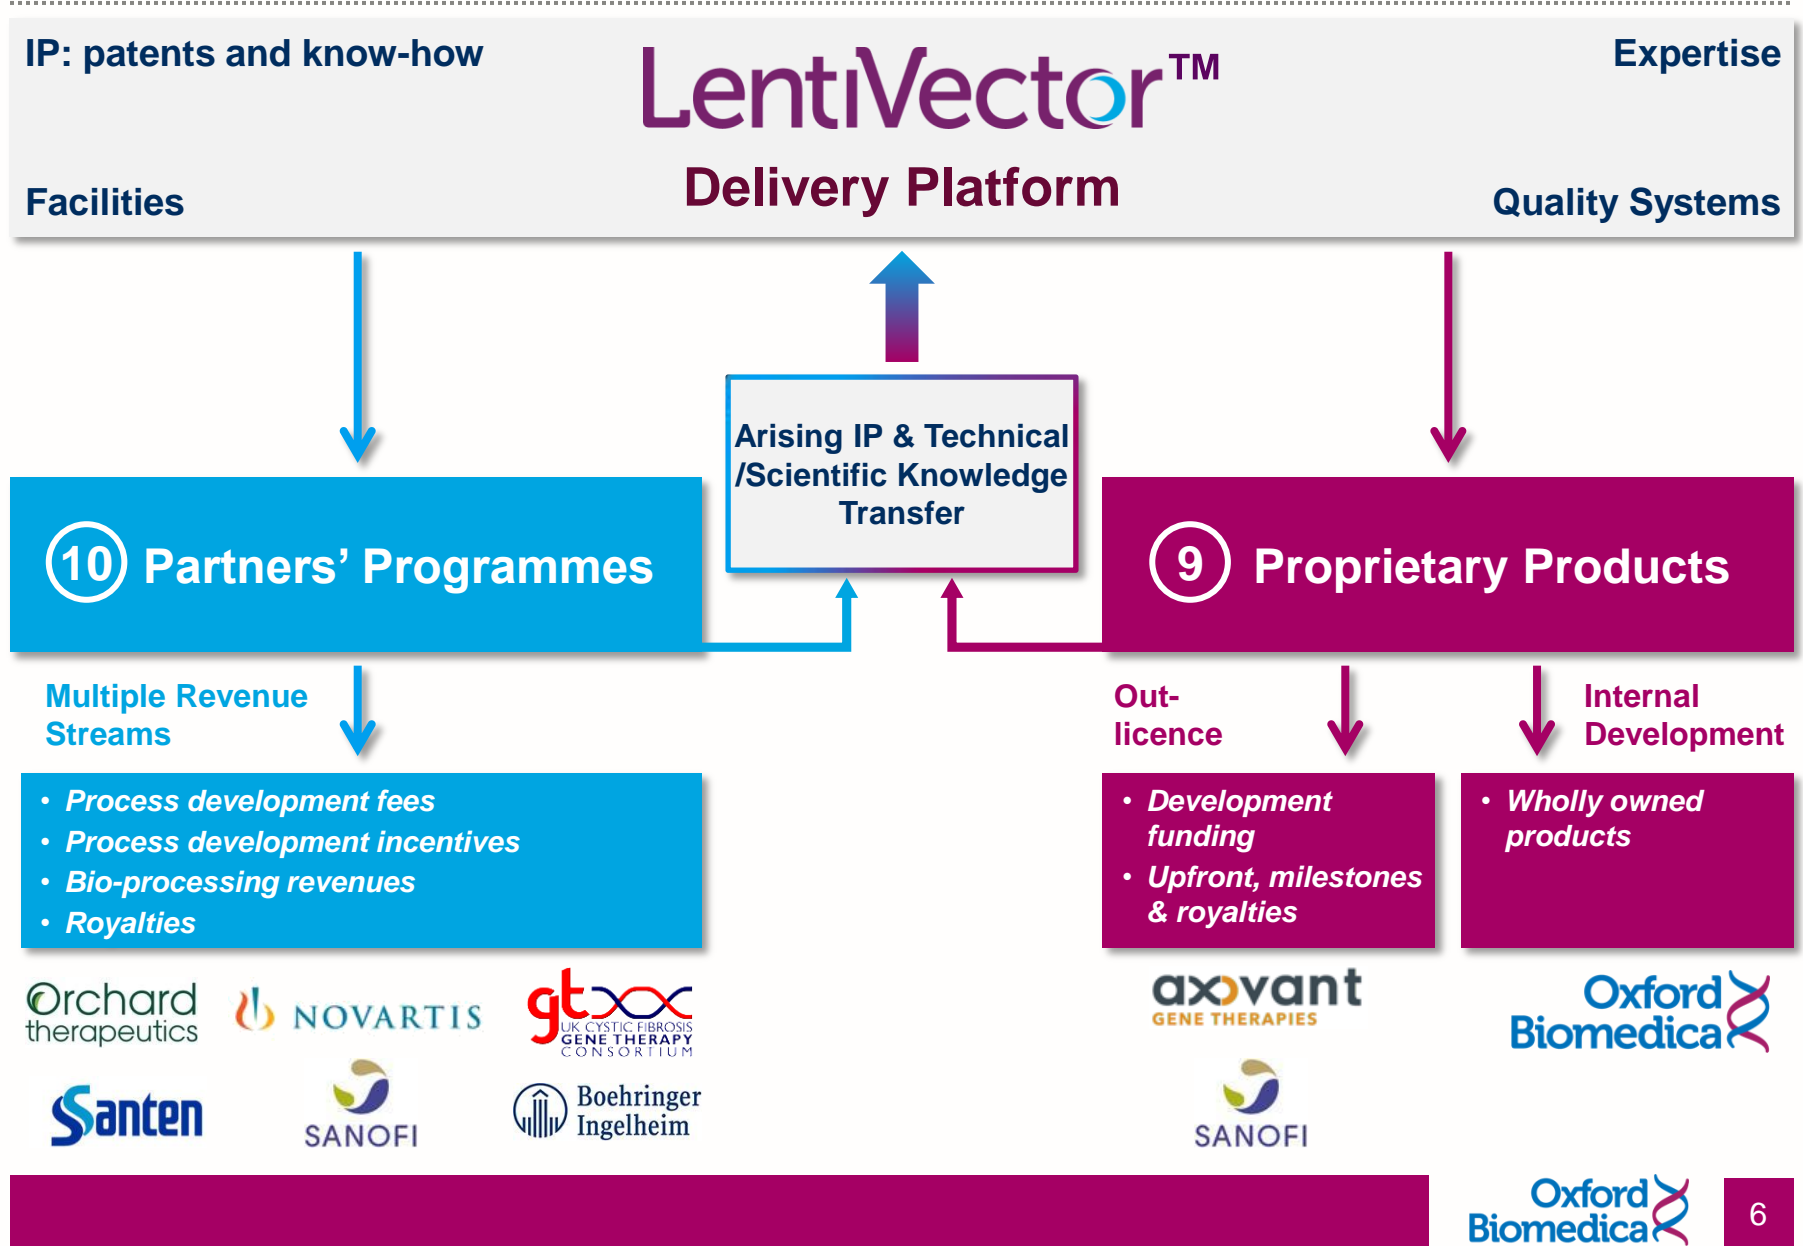 IP: patents and know-how
LentiVector™
Expertise
Delivery Platform
Facilities
Quality Systems
Arising IP & Technical
/Scientific Knowledge
Transfer
10 Partners’ Programmes
9 Proprietary Products
Multiple Revenue
Streams
Out-
licence
Internal
Development
• Process development fees
• Process development incentives
• Bio-processing revenues
• Royalties
• Development
funding
• Upfront, milestones
& royalties
• Wholly owned
products
Orchard
therapeutics
NOVARTIS
gt
UK CYSTIC FIBROSIS
GENE THERAPY
CONSORTIUM
axovant
GENE THERAPIES
Oxford
Biomedica
Santen
SANOFI
Boehringer
Ingelheim
SANOFI
Oxford
Biomedica
6